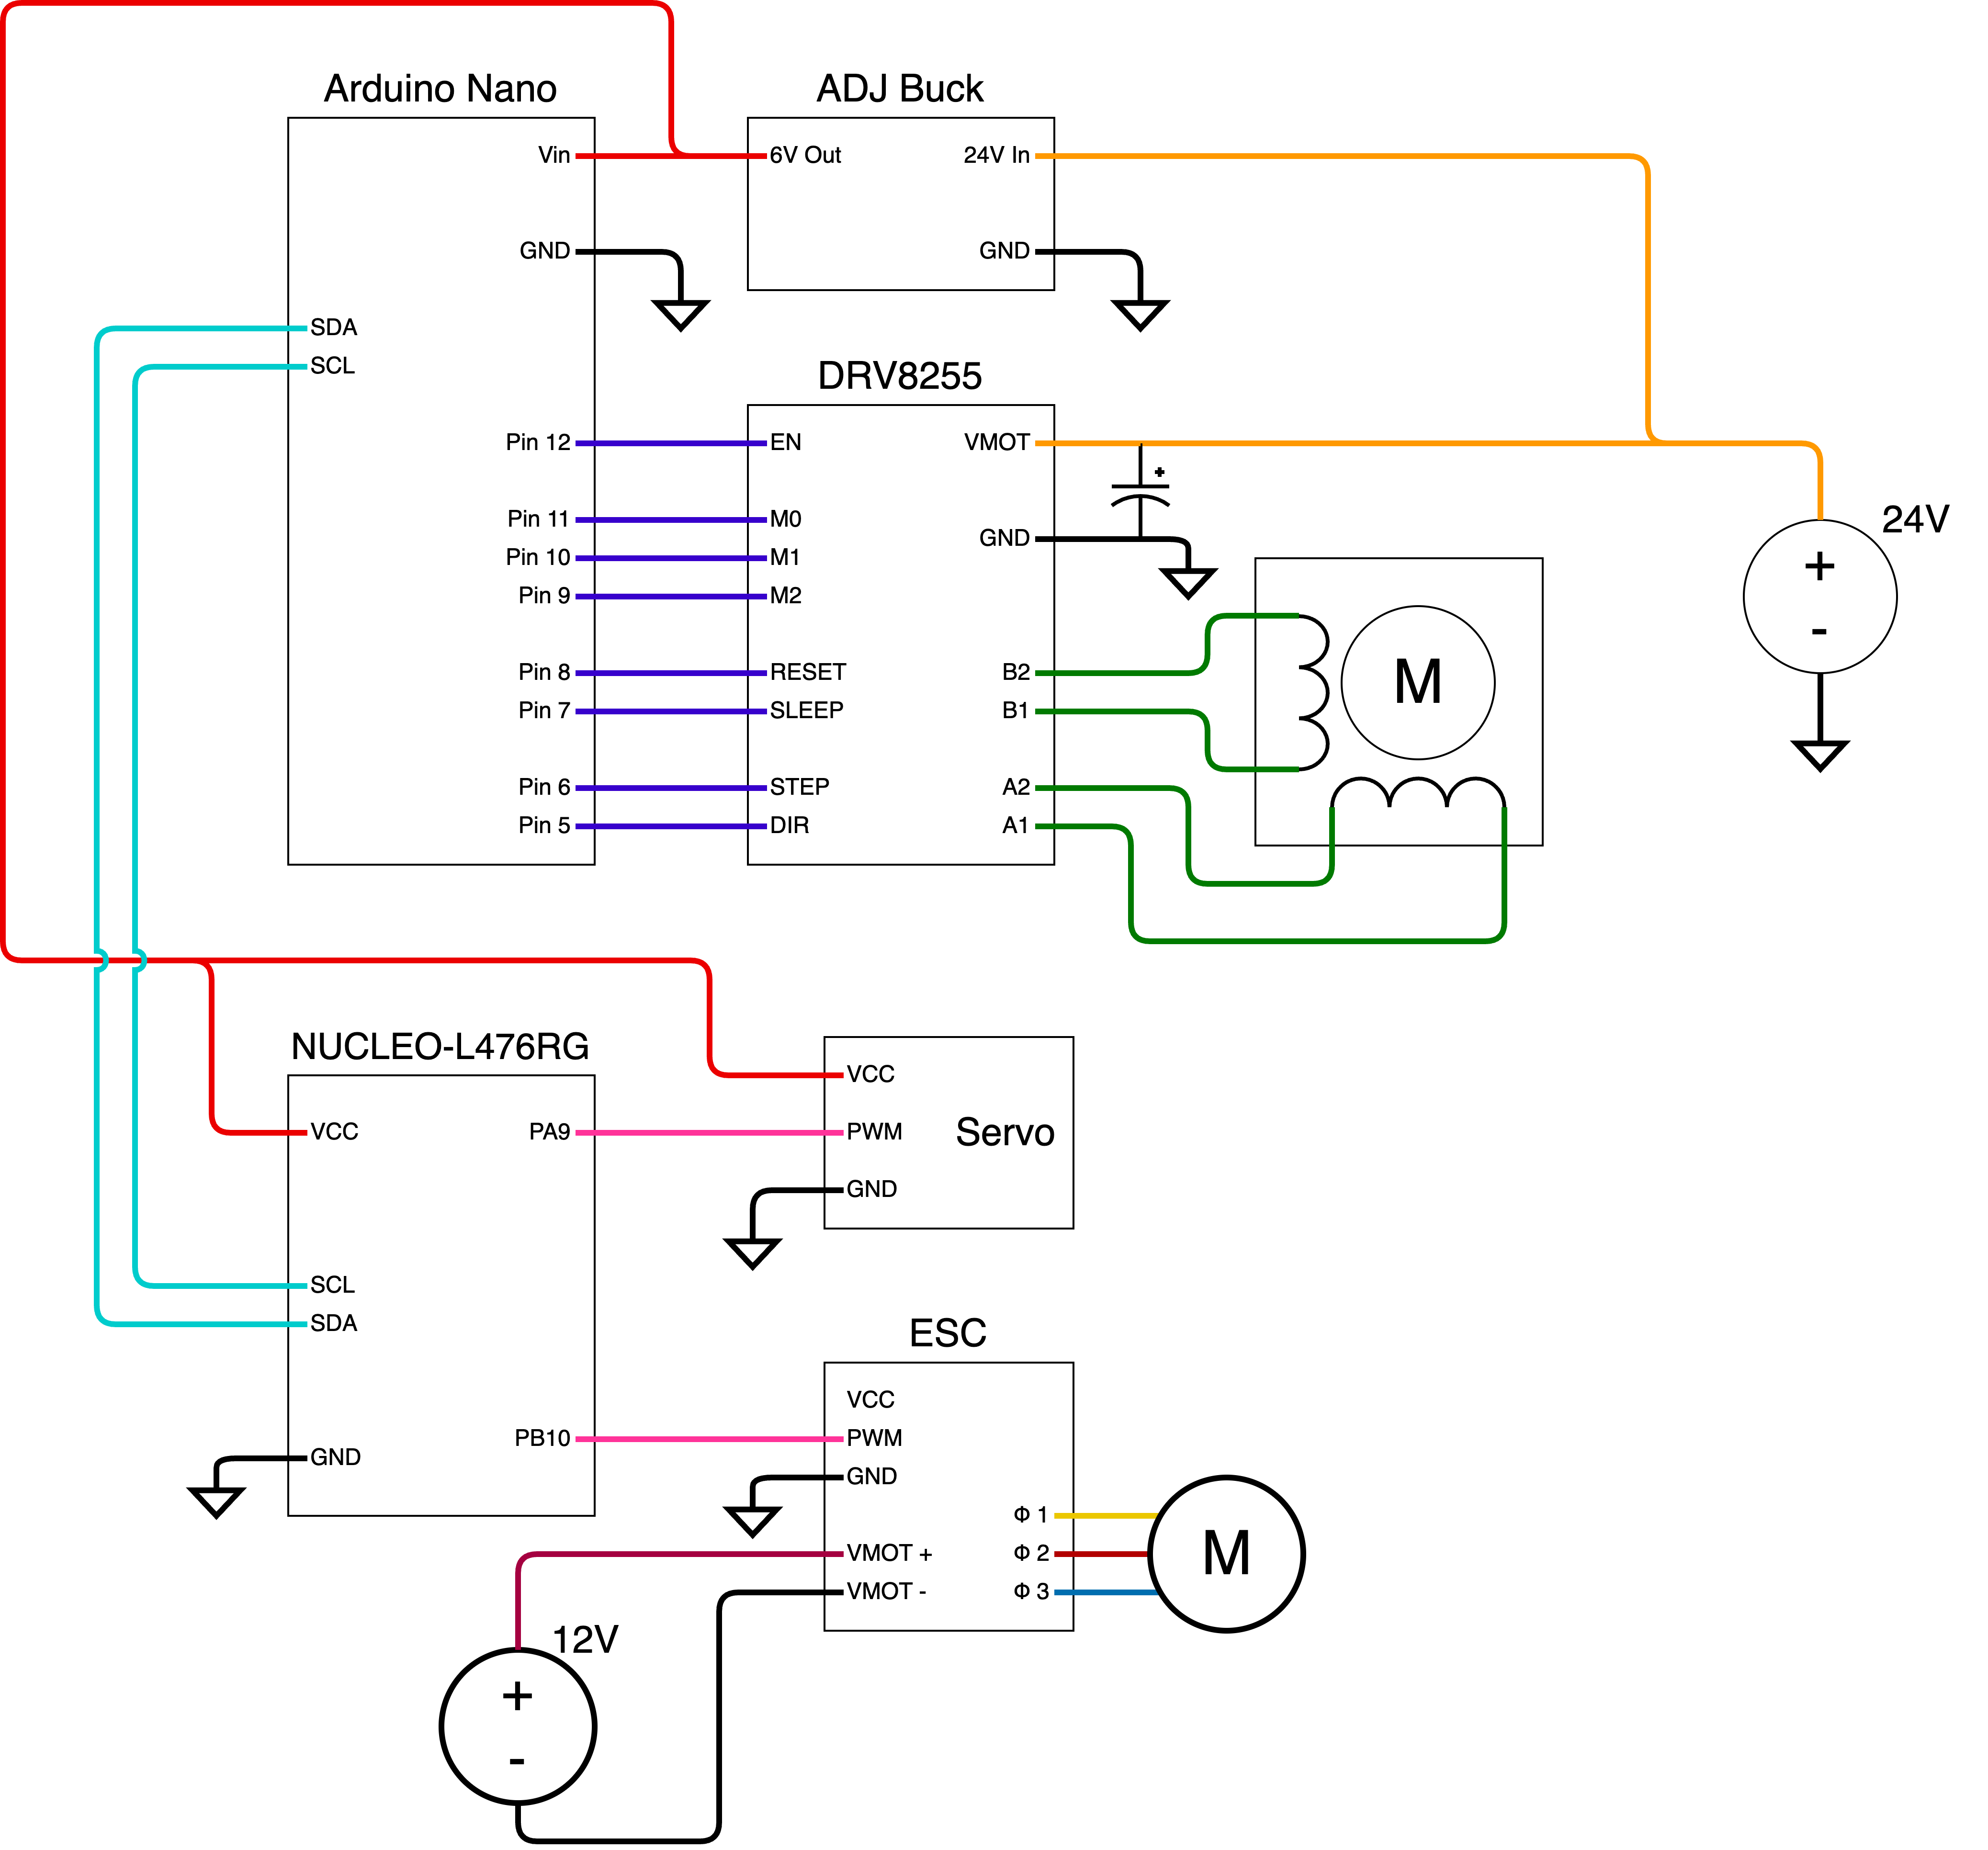 Arduino Nano
Vin
GND
SDA
SCL
Pin 12
Pin 11
Pin 10
Pin 9
Pin 8
Pin 7
Pin 6
Pin 5
ADJ Buck
6V Out
24V In
GND
DRV8255
EN
M0
M1
M2
RESET
SLEEP
STEP
DIR
VMOT
GND
B2
B1
A2
A1
+
M
24V
+
-
NUCLEO-L476RG
VCC
PA9
SCL
SDA
PB10
GND
VCC
PWM
Servo
GND
ESC
VCC
PWM
GND
Φ 1
VMOT +
Φ 2
VMOT -
Φ 3
M
12V
+
-